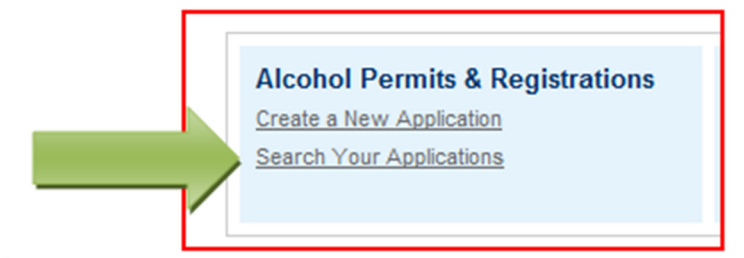 Alcohol Permits & Registrations
Create a New Application
Search Your Applications